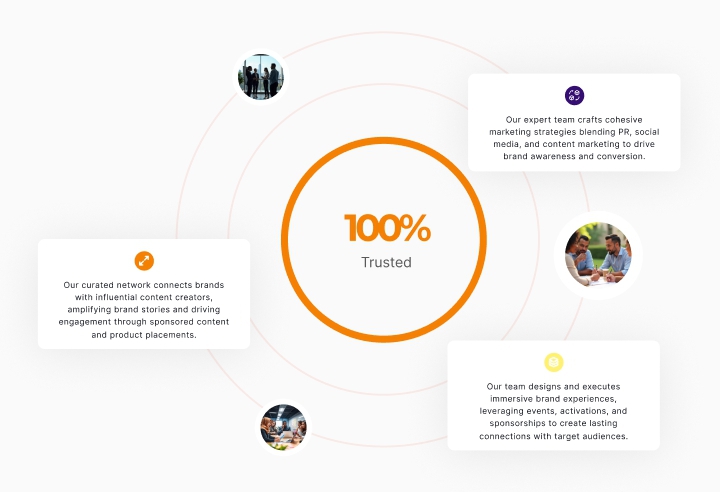 Our expert team crafts cohesive
marketing strategies blending PR, social
media, and content marketing to drive
brand awareness and conversion.
100%
Trusted
Our curated network connects brands
with influential content creators,
amplifying brand stories and driving
engagement through sponsored content
and product placements.
Our team designs and executes
immersive brand experiences,
leveraging events, activations, and
sponsorships to create lasting
connections with target audiences.